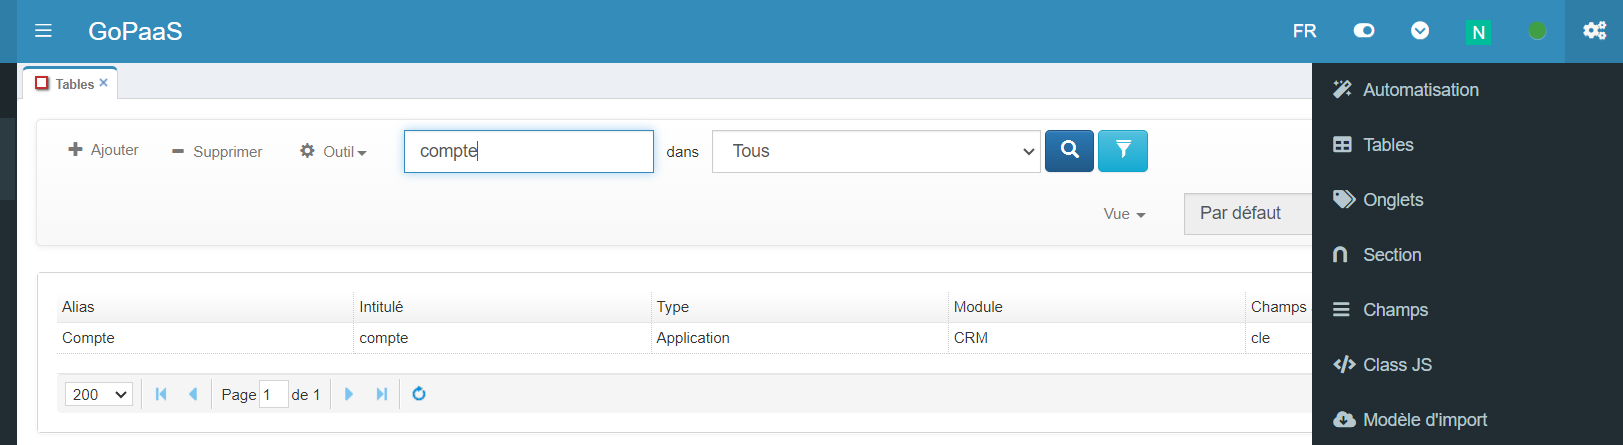 GoPaaS
FR
N
Tables ×
Ajouter
Supprimer
Outil
compte
dans
Tous
Vue
Par défaut
Alias
Intitulé
Type
Module
Champs
Compte
compte
Application
CRM
cle
200
Page 1 de 1
Automatisation
Tables
Onglets
Section
Champs
Class JS
Modèle d'import